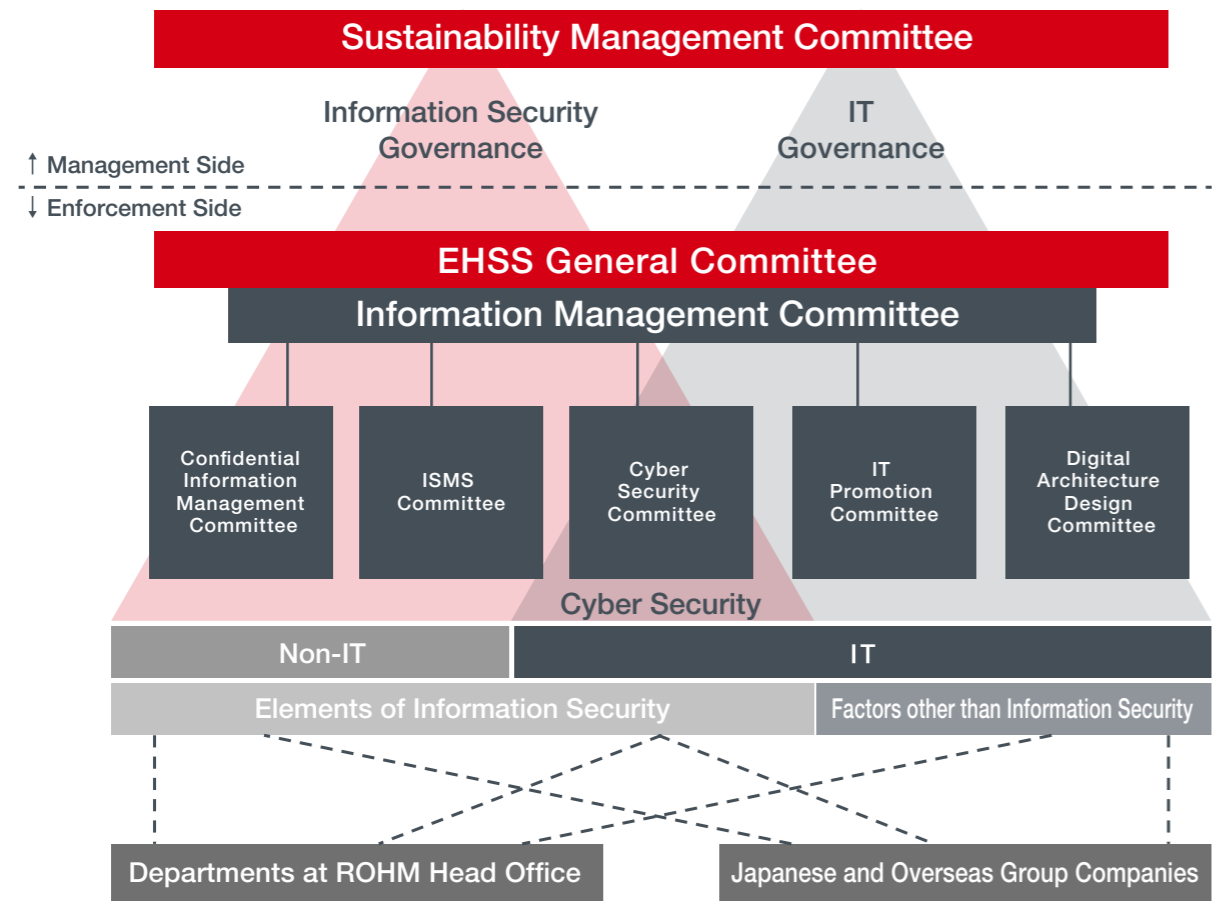 Sustainability Management Committee
Information Security
Governance
IT
Governance
↑ Management Side
↓ Enforcement Side
EHSS General Committee
Information Management Committee
Confidential
Information
Management
Committee
ISMS
Committee
Cyber
Security
Committee
IT
Promotion
Committee
Digital
Architecture
Design
Committee
Cyber Security
Non-IT
IT
Elements of Information Security
Factors other than Information Security
Departments at ROHM Head Office
Japanese and Overseas Group Companies